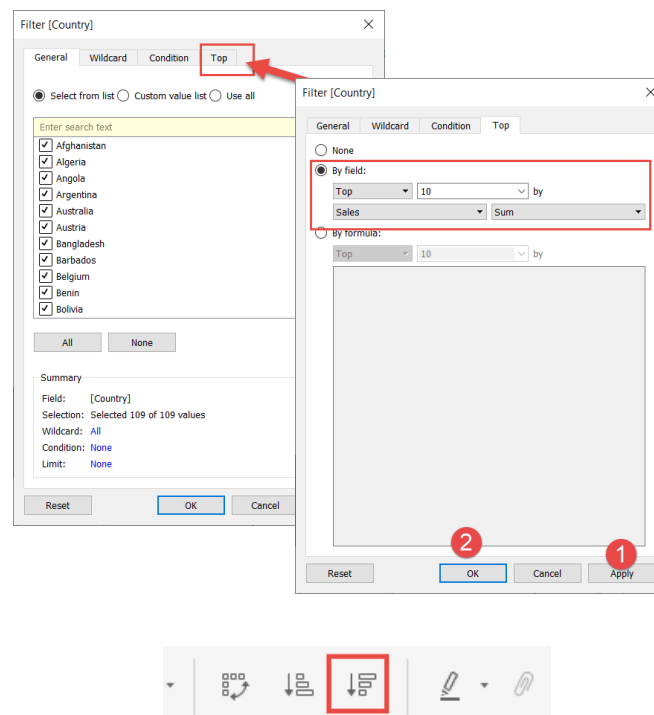 Filter [Country]
General Wildcard Condition Top
Select from list Custom value list Use all
Enter search text
Afghanistan
Algeria
Angola
Argentina
Australia
Austria
Bangladesh
Barbados
Belgium
Benin
Bolivia
All None
Summary
Field: [Country]
Selection: Selected 109 of 109 values
Wildcard: All
Condition: None
Limit: None
Reset OK Cancel
Filter [Country]
General Wildcard Condition Top
None
By field:
Top 10 by
Sales Sum
By formula:
Top 10 by
2
1
Reset OK Cancel Apply